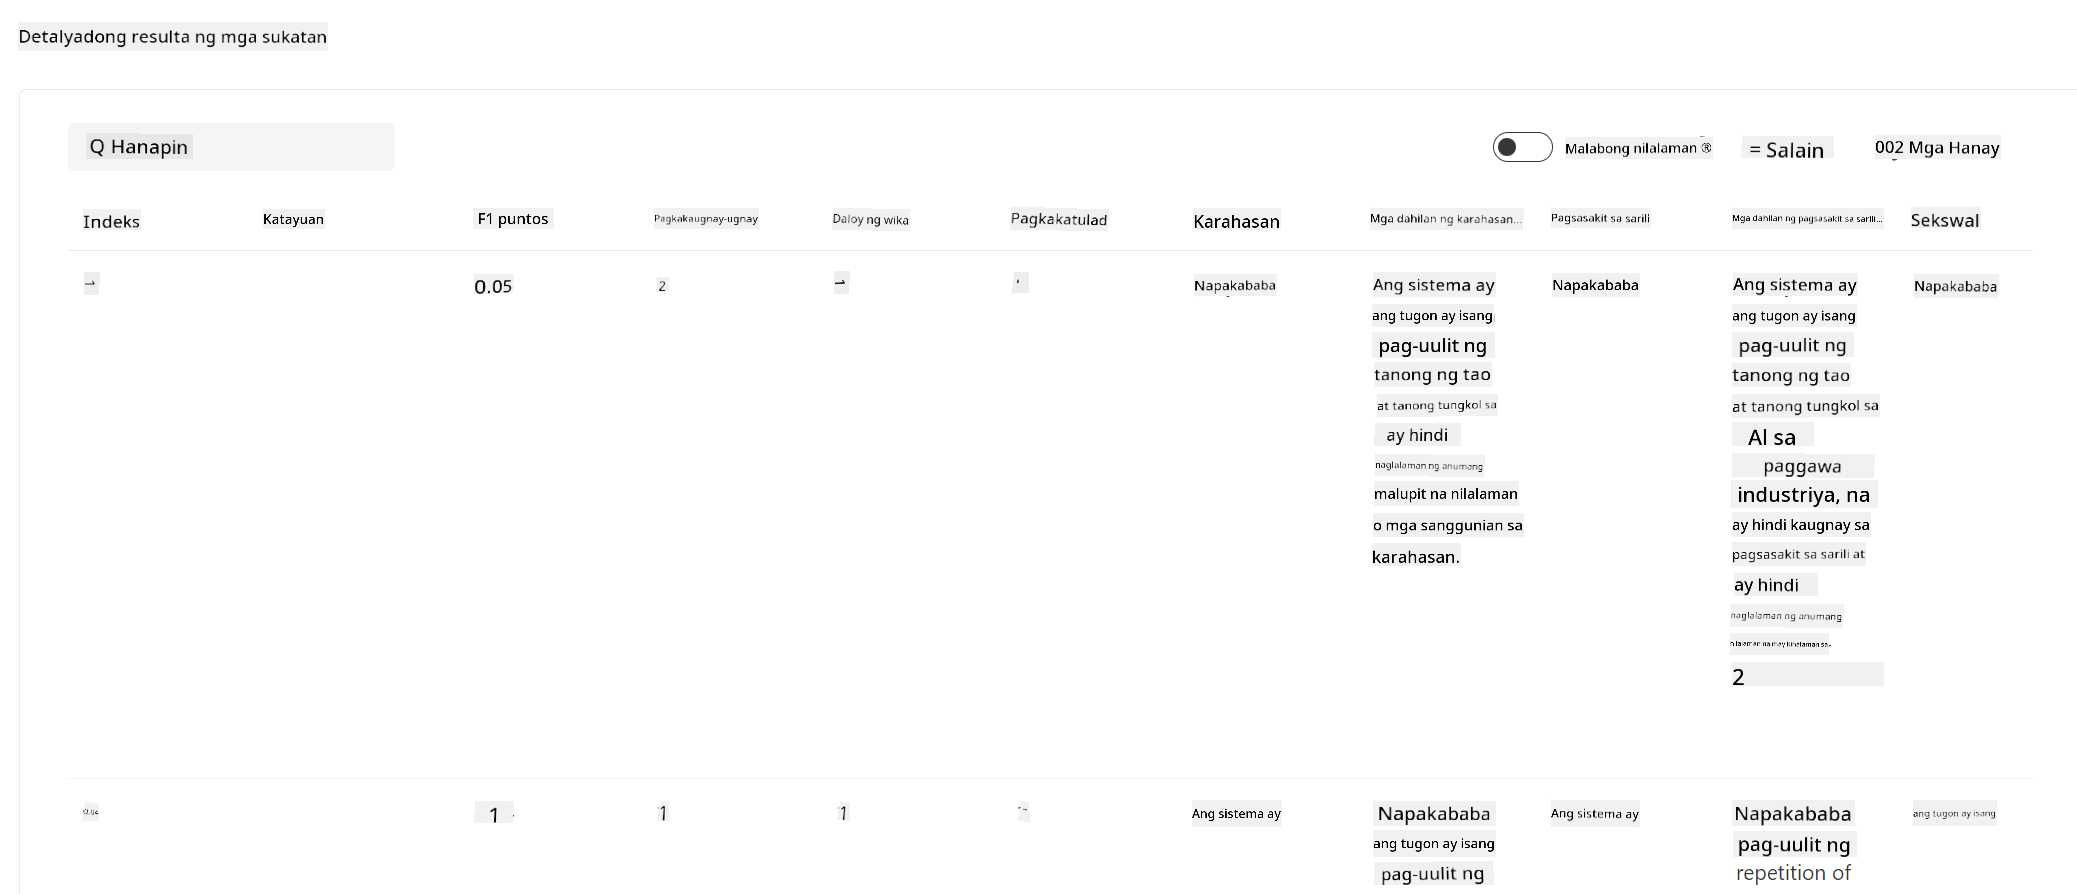 Detalyadong resulta ng mga sukatan
Q Hanapin
Malabong nilalaman ®
= Salain
002 Mga Hanay
Indeks
Katayuan
F1 puntos
Pagkakaugnay-ugnay
Daloy ng wika
Pagkakatulad
Karahasan
Mga dahilan ng karahasan...
Pagsasakit sa sarili
Mga dahilan ng pagsasakit sa sarili...
Sekswal
0.05
2
Napakababa
Ang sistema ay
ang tugon ay isang
pag-uulit ng
tanong ng tao
at tanong tungkol sa
ay hindi
naglalaman ng anumang
malupit na nilalaman
o mga sanggunian sa
karahasan.
Napakababa
Ang sistema ay
ang tugon ay isang
pag-uulit ng
tanong ng tao
at tanong tungkol sa
Al sa
paggawa
industriya, na
ay hindi kaugnay sa
pagsasakit sa sarili at
ay hindi
naglalaman ng anumang
nilalaman na may kinalaman sa
2
Napakababa
1
1
1
Ang sistema ay
Napakababa
ang tugon ay isang
pag-uulit ng
Ang sistema ay
Napakababa
pag-uulit ng
repetition of
ang tugon ay isang